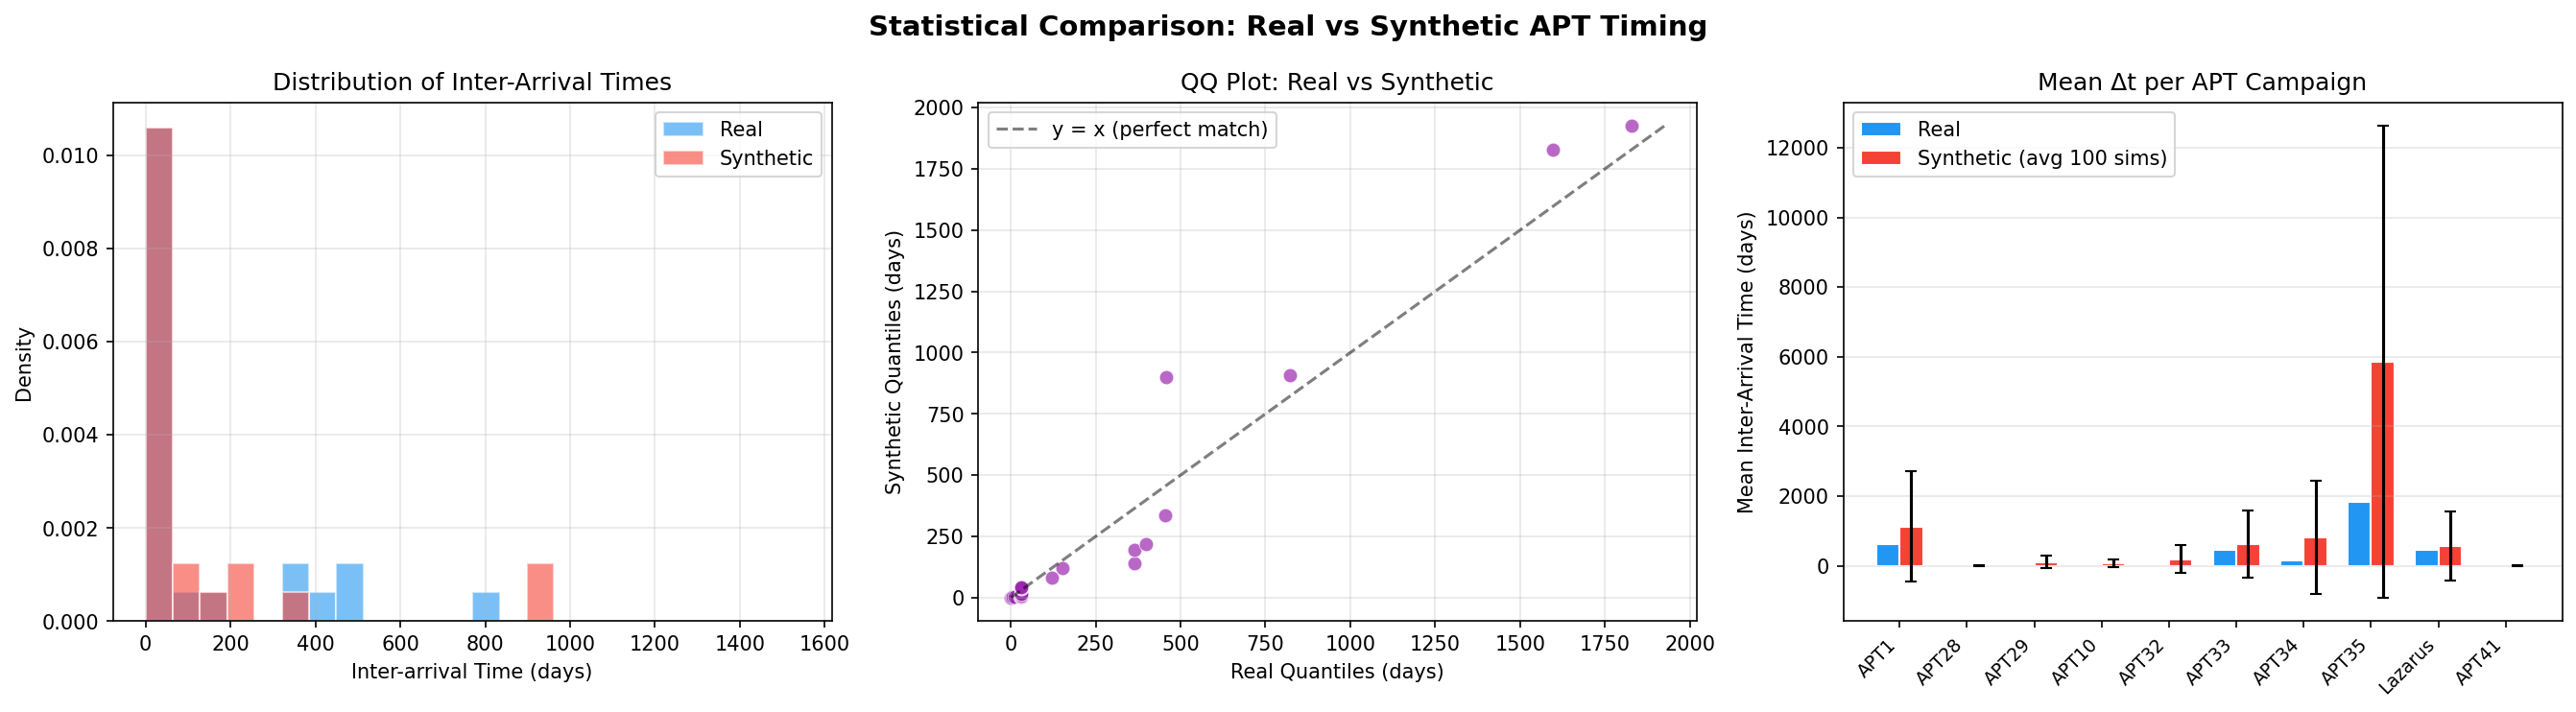 Statistical Comparison: Real vs Synthetic APT Timing
Distribution of Inter-Arrival Times
Real
Synthetic
0.010
0.008
0.006
0.004
0.002
0.000
Density
0
200
400
600
800
1000
1200
1400
1600
Inter-arrival Time (days)
QQ Plot: Real vs Synthetic
y = x (perfect match)
2000
1750
1500
1250
1000
750
500
250
0
Synthetic Quantiles (days)
0
250
500
750
1000
1250
1500
1750
2000
Real Quantiles (days)
Mean Δt per APT Campaign
Real
Synthetic (avg 100 sims)
12000
10000
8000
6000
4000
2000
0
Mean Inter-Arrival Time (days)
APT1
APT28
APT29
APT10
APT32
APT33
APT34
APT35
Lazarus
APT41